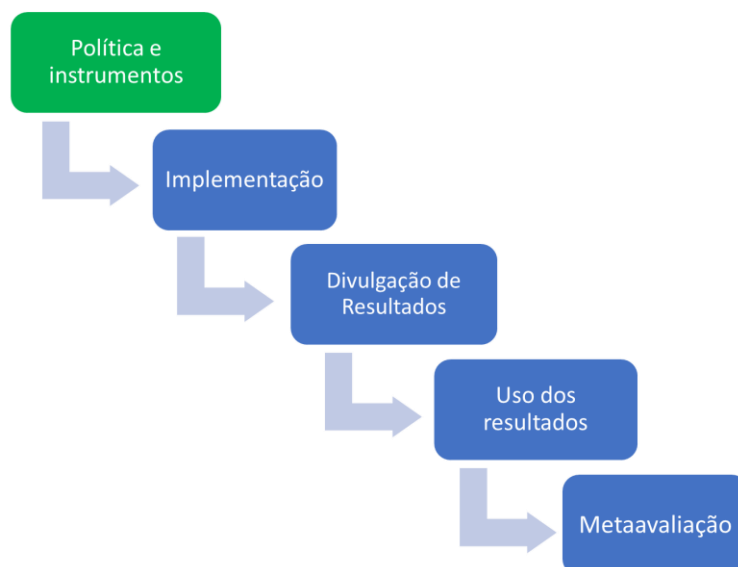 Política e
instrumentos
Implementação
Divulgação de
Resultados
Uso dos
resultados
Metaavaliação